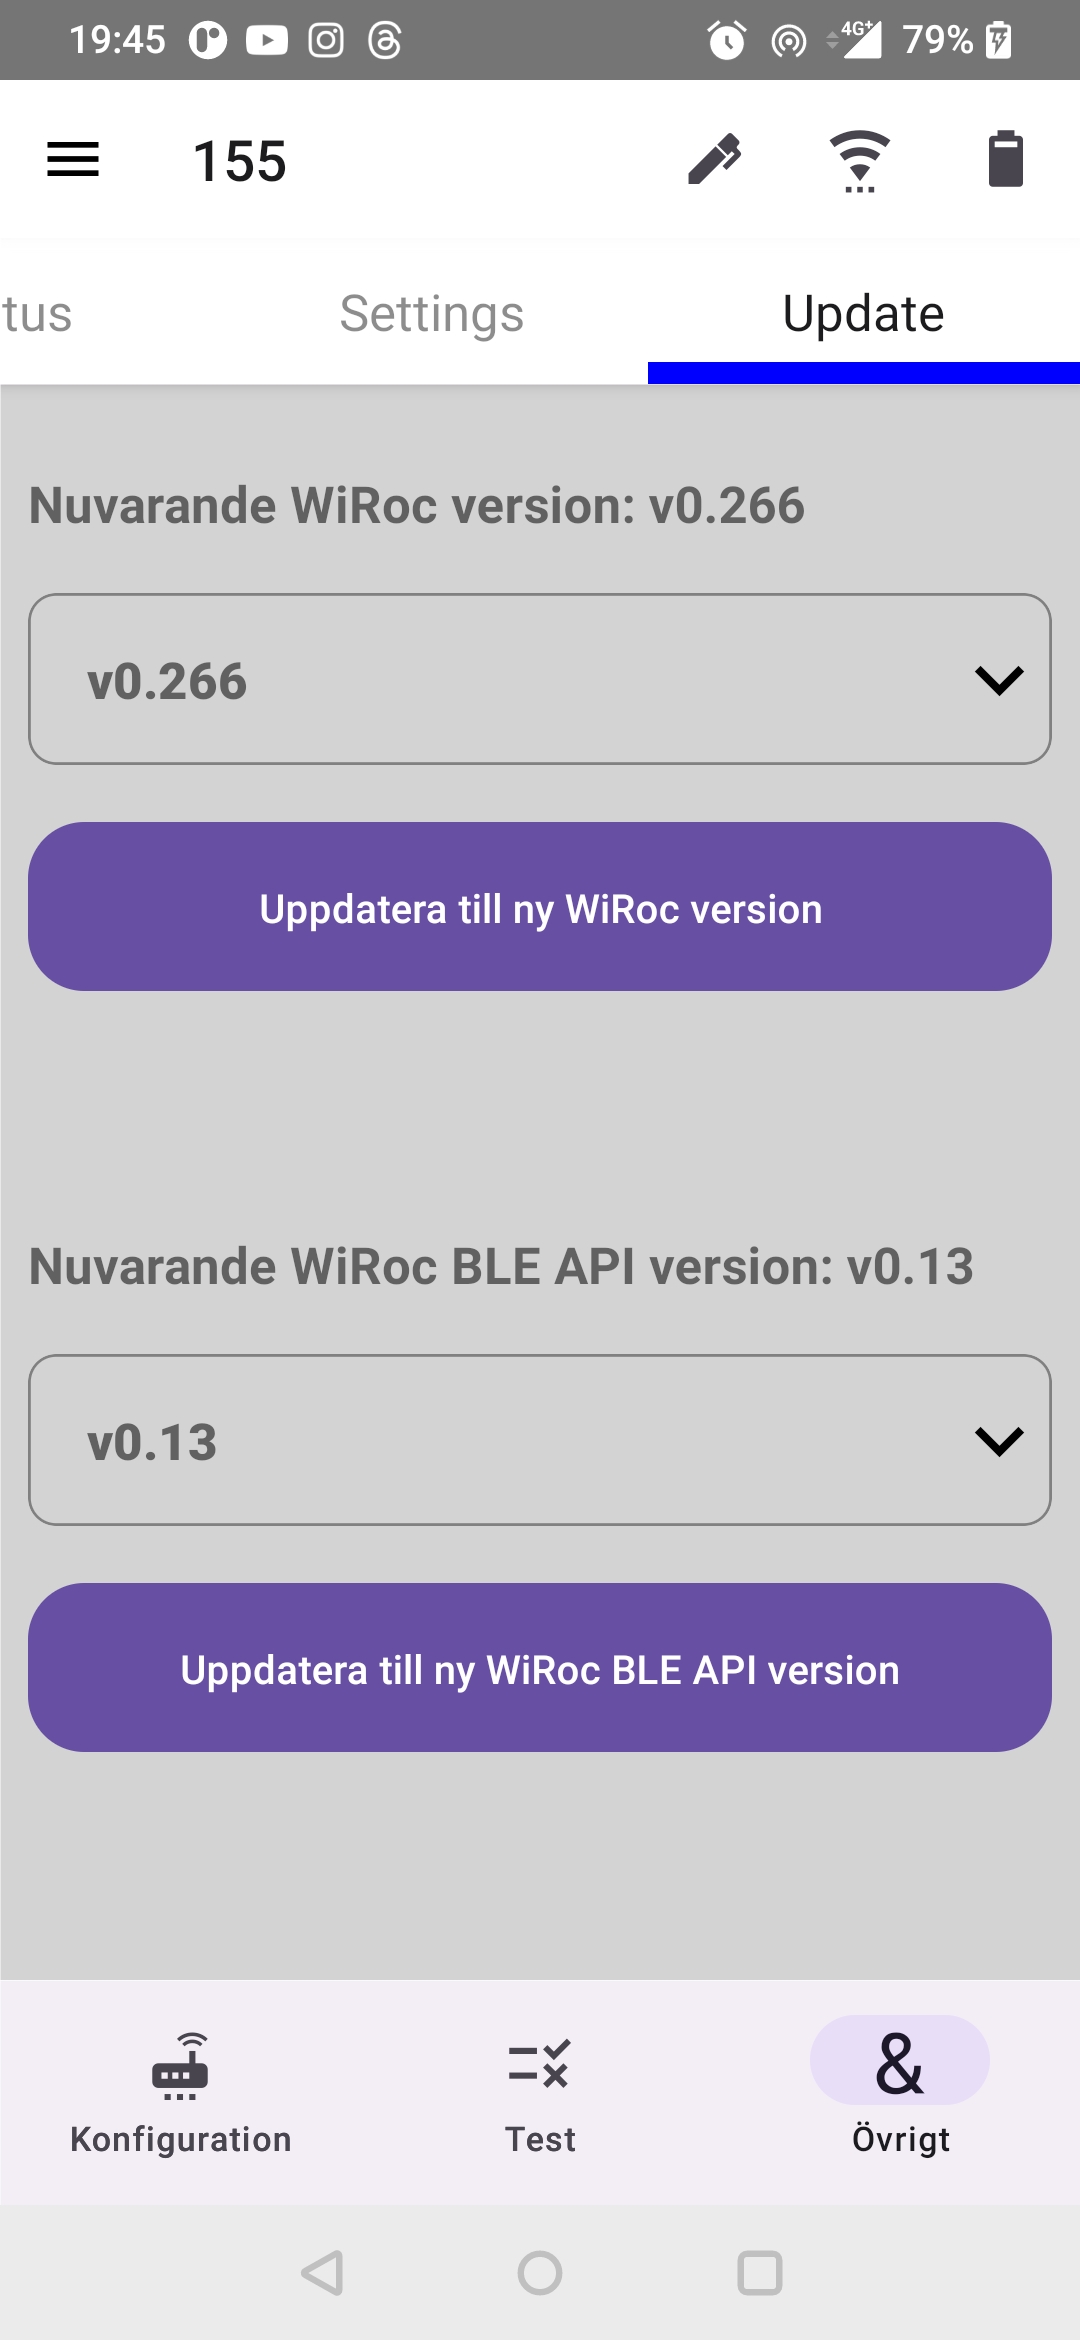 19:45
4G+
79%
155
tus
Settings
Update
Nuvarande WiRoc version: v0.266
v0.266
Uppdatera till ny WiRoc version
Nuvarande WiRoc BLE API version: v0.13
v0.13
Uppdatera till ny WiRoc BLE API version
&
Konfiguration
Test
Övrigt